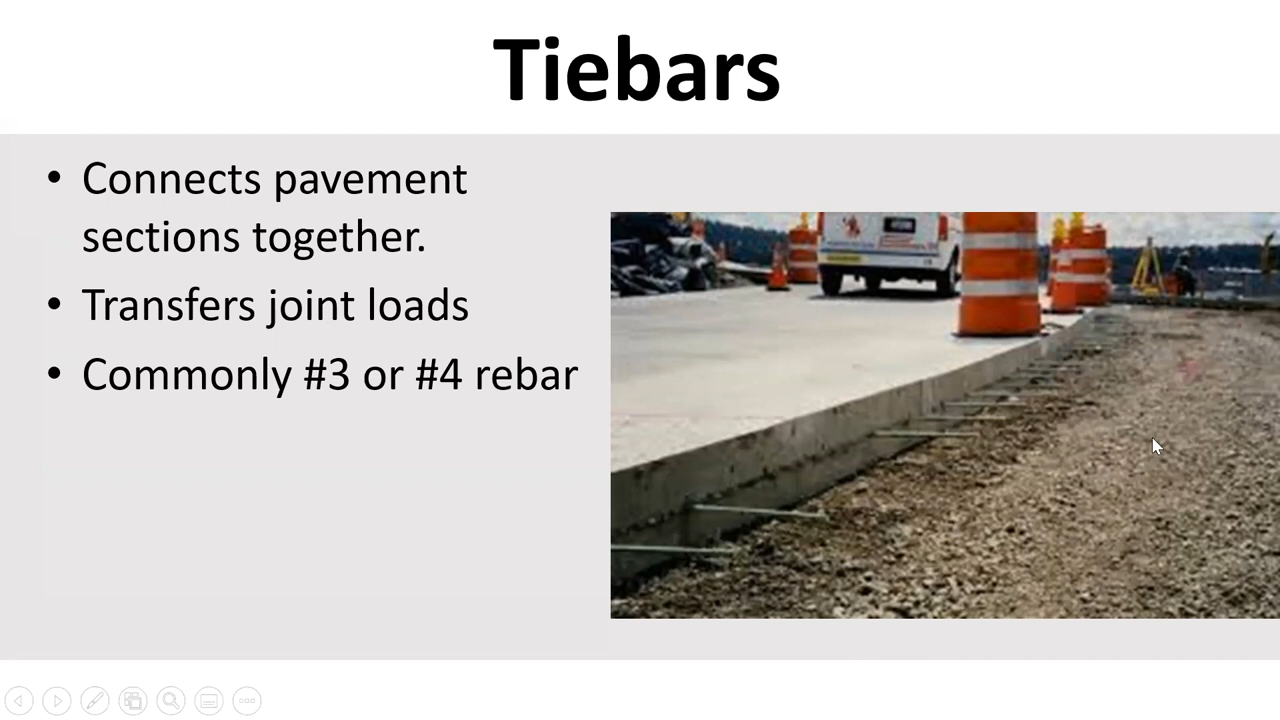 Tiebars
• Connects pavement
sections together.
• Transfers joint loads
• Commonly #3 or #4 rebar